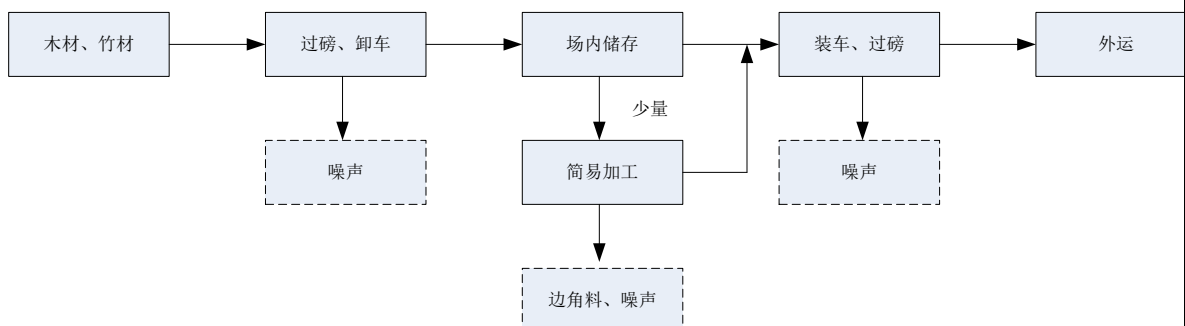 木材、竹材
过磅、卸车
场内储存
装车、过磅
外运
少量
噪声
简易加工
噪声
边角料、噪声